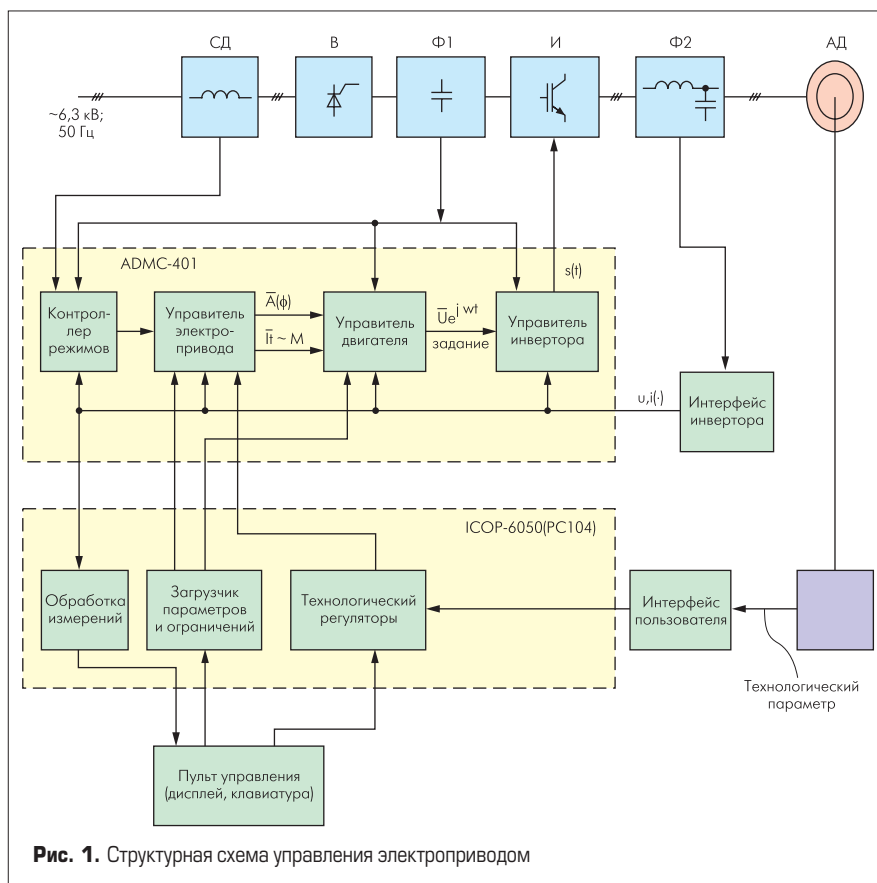 СД
В
Ф1
И
Ф2
АД
~6,3 кВ;
50 Гц
ADMC-401
s(t)
Контрол-
лер
режимов
Управитель
электро-
привода
A̅(ϕ)
I̅t ~ M
Управитель
двигателя
U̅e^j wt
задание
Управитель
инвертора
u,i(·)
Интерфейс
инвертора
ICOP-6050(PC104)
Обработка
измерений
Загрузчик
параметров
и ограничений
Технологический
регуляторы
Интерфейс
пользователя
Технологический
параметр
Пульт управления
(дисплей, клавиатура)
Рис. 1. Структурная схема управления электроприводом